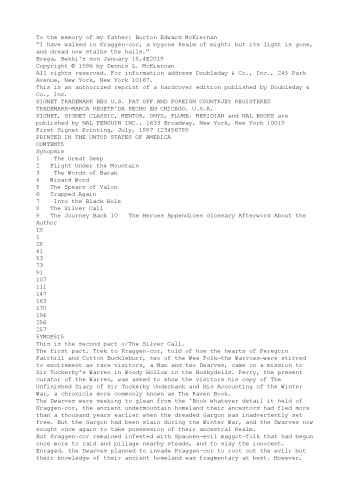 To the memory of my father: Burton Edward McKiernan
"I have walked in Kraggen-cor, a bygone Realm of might; but its light is gone,
and dread now stalks the halls."
Brega, Bekki's son January 18,4E2019
Copyright © 1986 by Dennis L. McKiernan
All rights reserved. For information address Doubleday & Co., Inc., 245 Park
Avenue, New York, New York 10167.
This is an authorized reprint of a hardcover edition published by Doubleday &
Co., Inc.
SIGNET TRADEMARK BEG U.S. PAT OFF AND FOREIGN COUNTRJEt REGISTERED
TRADEMARK—MARCA REGETR~DA HECHO EH CHICAGO. U.S.A.
SIGNET, SIGNET CLASSIC, MENTOR, ONYX, PLUME. MERIDIAN and NAL BOOKS are
published by NAL PENGUIN INC., 1633 Broadway, New York, New York 10019
First Signet Printing, July, 1987 123456789
PRINTED IN THE UNTOD STATES OF AMERICA
COMTEMT5
Synopsis
1 The Great Deep
2 Flight Under the Mountain
3 The Words of Barak
4 Wizard Word
5 The Spears of Valon
6 Trapped Again
7 Into the Black Hole
8 The Silver Call
9 The Journey Back 10 The Heroes Appendices Glossary Afterword About the
Author
IX
1
28
41
53
73
91
107
111
147
163
170
184
256
257
5YMOP515
This is the second part o/The Silver Call.
The first part, Trek to Kraggen-cor, told of how the hearts of Peregrin
Fairhill and Cotton Buckleburr, two of the Wee Folk—the Warrows—were stirred
to excitement as rare visitors, a Man and two Dwarves, came on a mission to
Sir Tuckerby's Warren in Woody Hollow in the Boskydells. Perry, the present
curator of the Warren, was asked to show the visitors his copy of The
Unfinished Diary of Sir Tuckerby Underbank and His Accounting of the Winter
War, a chronicle more commonly known as The Raven Book.
The Dwarves were seeking to glean from the 'Book whatever detail it held of
Kraggen-cor, the ancient undermountain homeland their ancestors had fled more
than a thousand years earlier when the dreaded Gargon was inadvertently set
free. But the Gargon had been slain during the Winter War, and the Dwarves now
sought once again to take possession of their ancestral Realm.
But Kraggen-cor remained infested with Spaunen—evil maggot-folk that had begun
once more to raid and pillage nearby steads, and to slay the innocent.
Enraged, the Dwarves planned to invade Kraggen-cor to root out the evil; but
their knowledge of their ancient homeland was fragmentary at best. However,